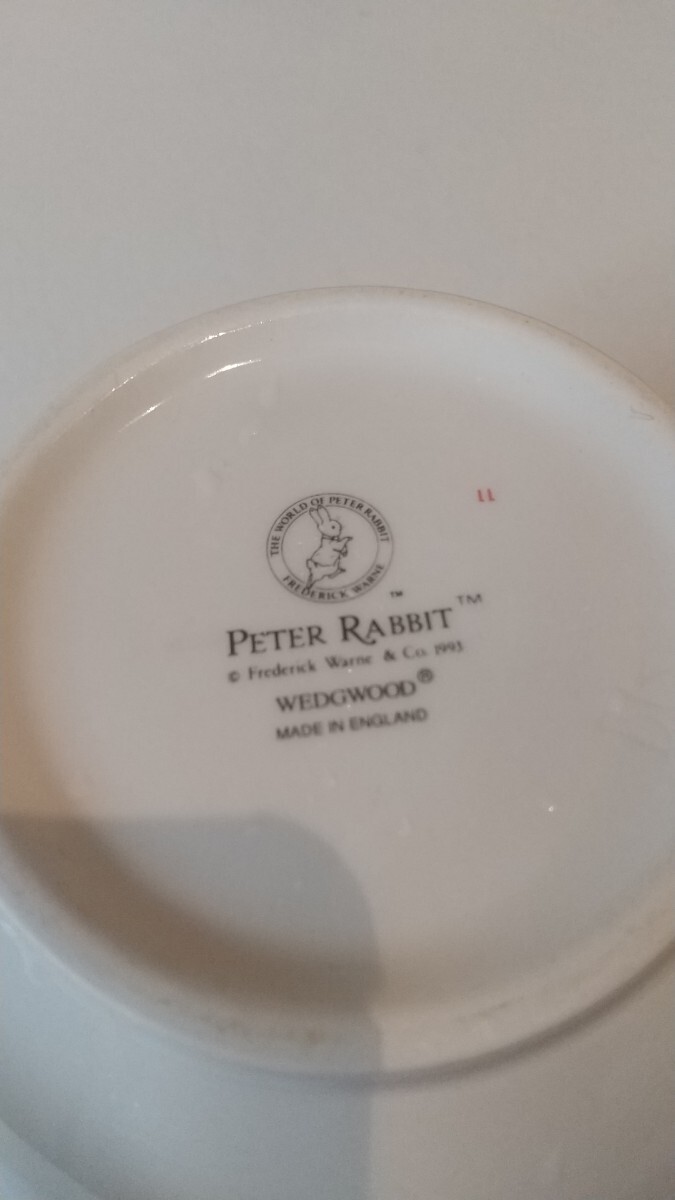 THE WORLD OF PETER RABBIT
FREDERICK WARNE ™
PETER RABBIT™
© Frederick Warne & Co. 1993
WEDGWOOD®
MADE IN ENGLAND